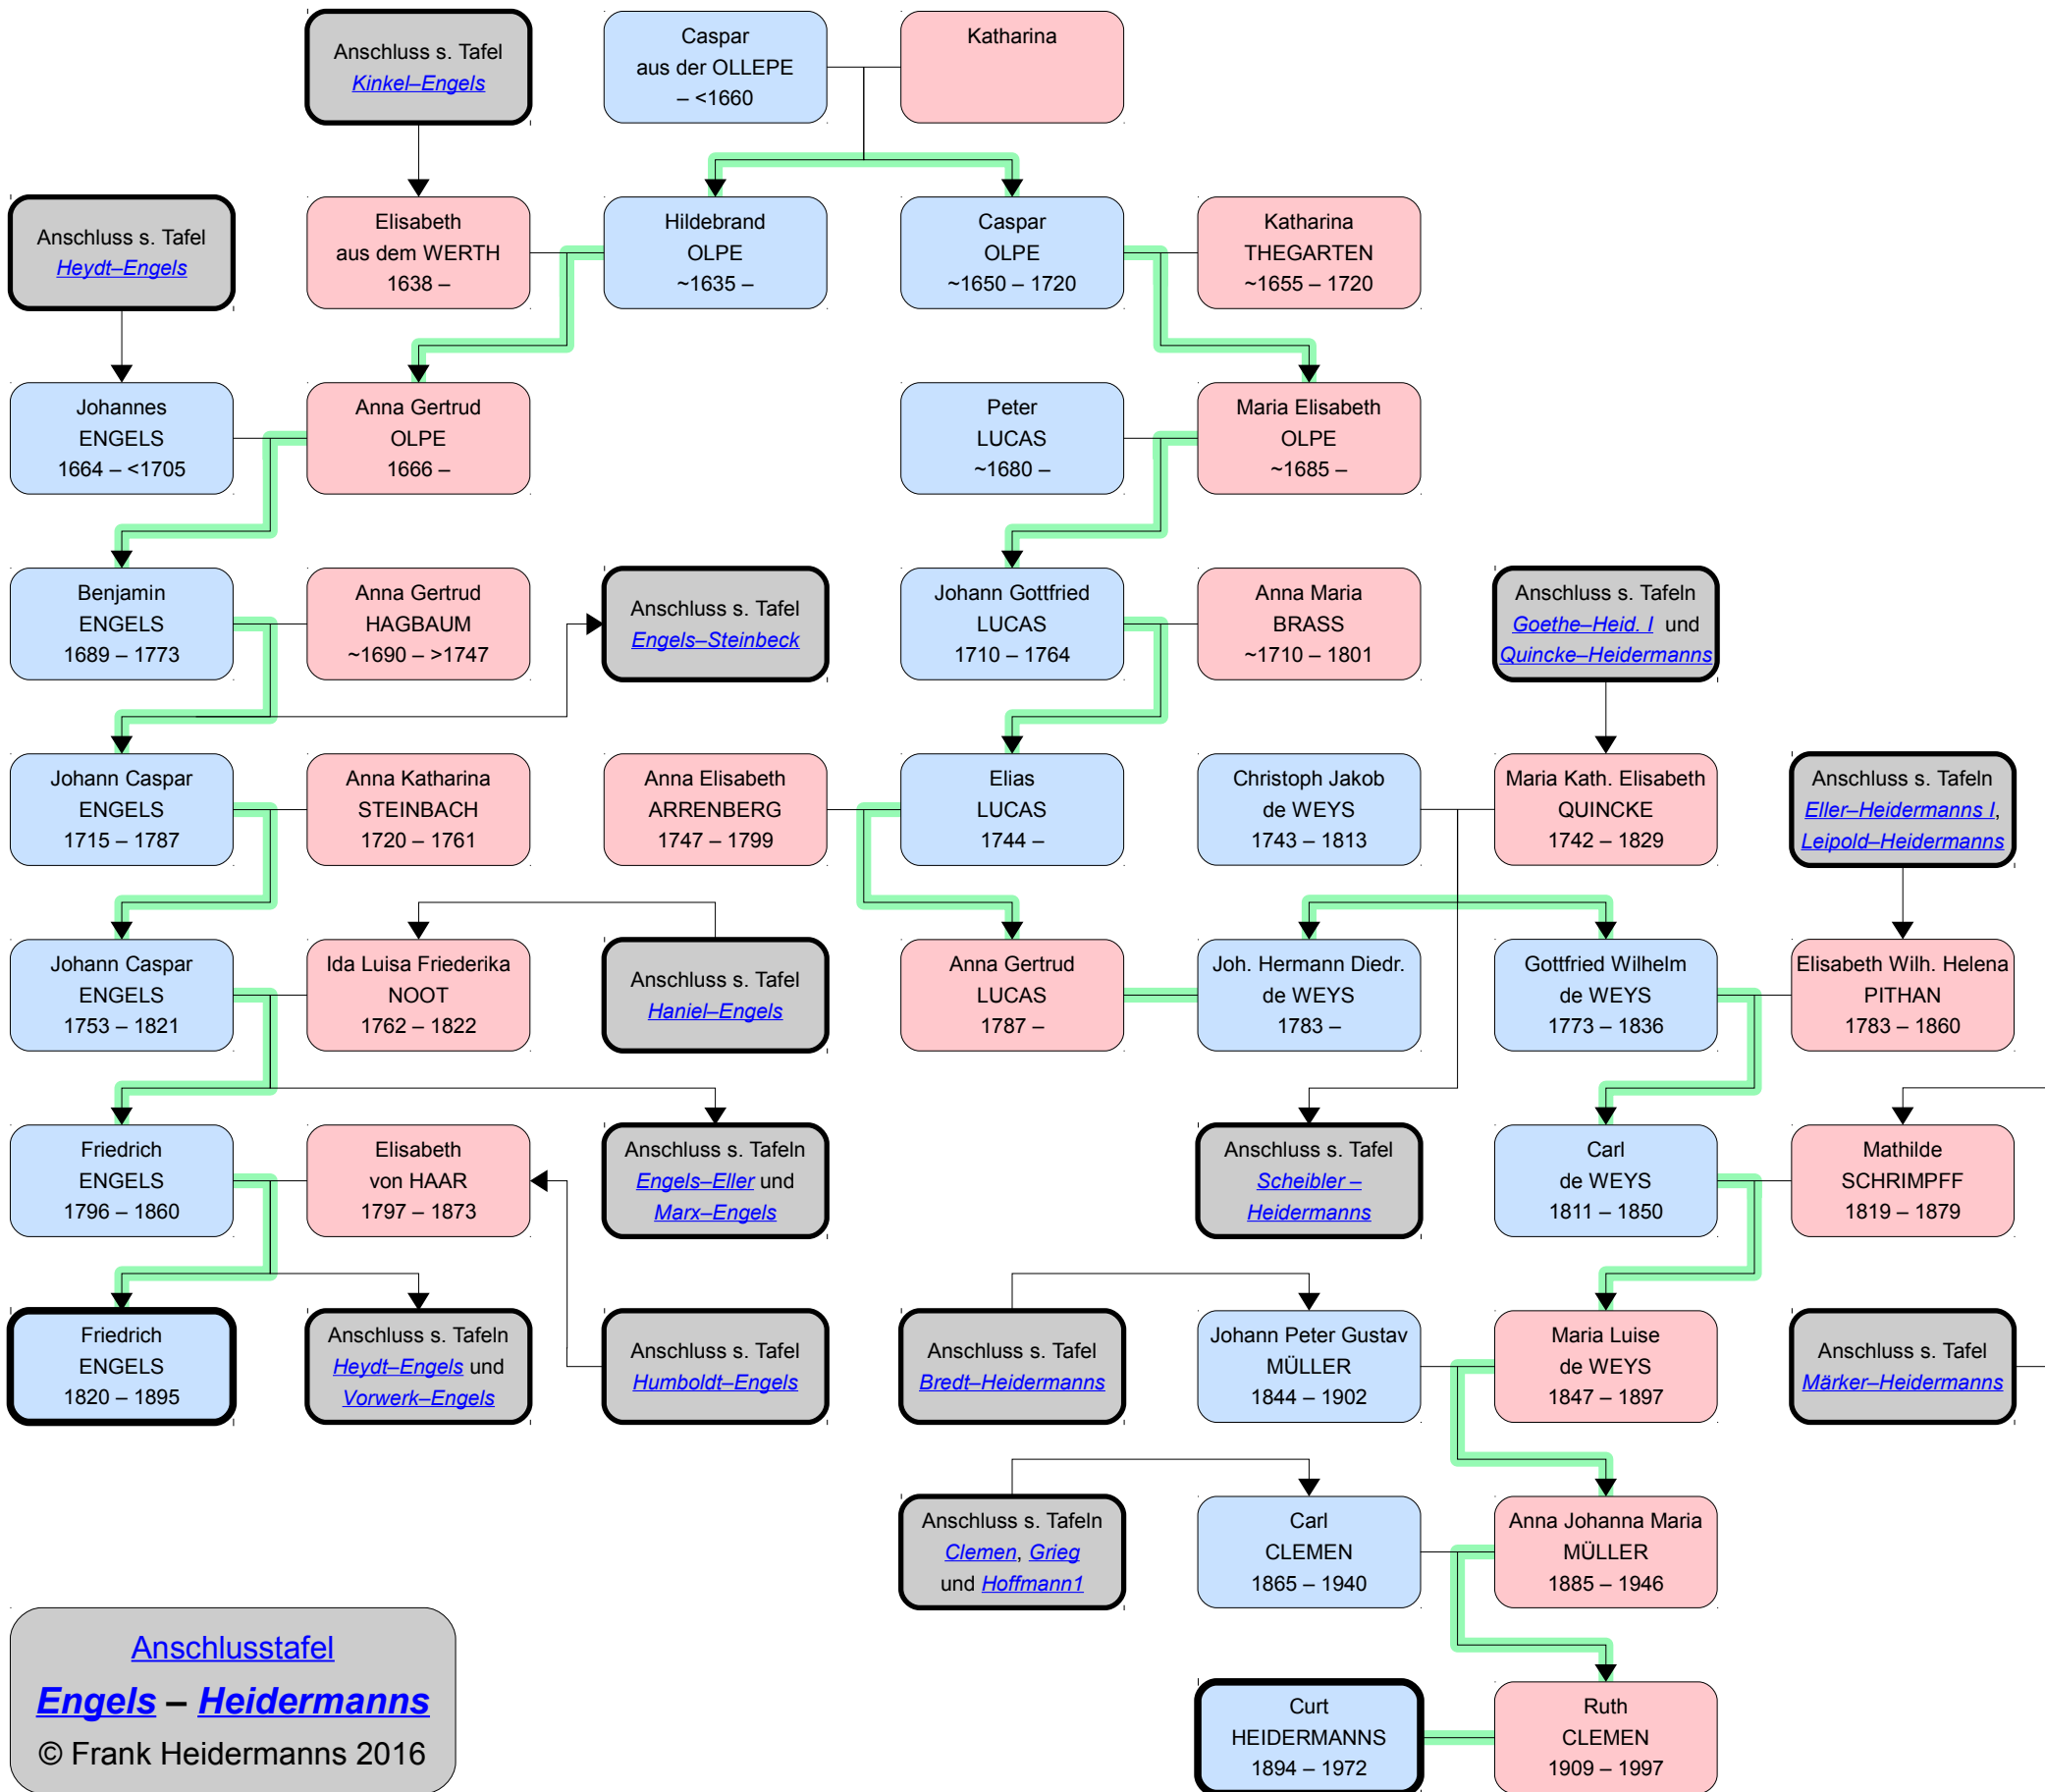 Anschluss s. Tafel
Kinkel–Engels
Caspar
aus der OLLEPE
– <1660
Katharina
Anschluss s. Tafel
Heydt–Engels
Elisabeth
aus dem WERTH
1638 –
Hildebrand
OLPE
~1635 –
Caspar
OLPE
~1650 – 1720
Katharina
THEGARTEN
~1655 – 1720
Johannes
ENGELS
1664 – <1705
Anna Gertrud
OLPE
1666 –
Peter
LUCAS
~1680 –
Maria Elisabeth
OLPE
~1685 –
Benjamin
ENGELS
1689 – 1773
Anna Gertrud
HAGBAUM
~1690 – >1747
Anschluss s. Tafel
Engels–Steinbeck
Johann Gottfried
LUCAS
1710 – 1764
Anna Maria
BRASS
~1710 – 1801
Anschluss s. Tafeln
Goethe–Heid. I und
Quincke–Heidermanns
Johann Caspar
ENGELS
1715 – 1787
Anna Katharina
STEINBACH
1720 – 1761
Anna Elisabeth
ARRENBERG
1747 – 1799
Elias
LUCAS
1744 –
Christoph Jakob
de WEYS
1743 – 1813
Maria Kath. Elisabeth
QUINCKE
1742 – 1829
Anschluss s. Tafeln
Eller–Heidermanns I,
Leipold–Heidermanns
Johann Caspar
ENGELS
1753 – 1821
Ida Luisa Friederika
NOOT
1762 – 1822
Anschluss s. Tafel
Haniel–Engels
Anna Gertrud
LUCAS
1787 –
Joh. Hermann Diedr.
de WEYS
1783 –
Gottfried Wilhelm
de WEYS
1773 – 1836
Elisabeth Wilh. Helena
PITHAN
1783 – 1860
Friedrich
ENGELS
1796 – 1860
Elisabeth
von HAAR
1797 – 1873
Anschluss s. Tafeln
Engels–Eller und
Marx–Engels
Anschluss s. Tafel
Scheibler –
Heidermanns
Carl
de WEYS
1811 – 1850
Mathilde
SCHRIMPFF
1819 – 1879
Friedrich
ENGELS
1820 – 1895
Anschluss s. Tafeln
Heydt–Engels und
Vorwerk–Engels
Anschluss s. Tafel
Humboldt–Engels
Anschluss s. Tafel
Bredt–Heidermanns
Johann Peter Gustav
MÜLLER
1844 – 1902
Maria Luise
de WEYS
1847 – 1897
Anschluss s. Tafel
Märker–Heidermanns
Anschluss s. Tafeln
Clemen, Grieg
und Hoffmann1
Carl
CLEMEN
1865 – 1940
Anna Johanna Maria
MÜLLER
1885 – 1946
Anschlusstafel
Engels – Heidermanns
© Frank Heidermanns 2016
Curt
HEIDERMANNS
1894 – 1972
Ruth
CLEMEN
1909 – 1997